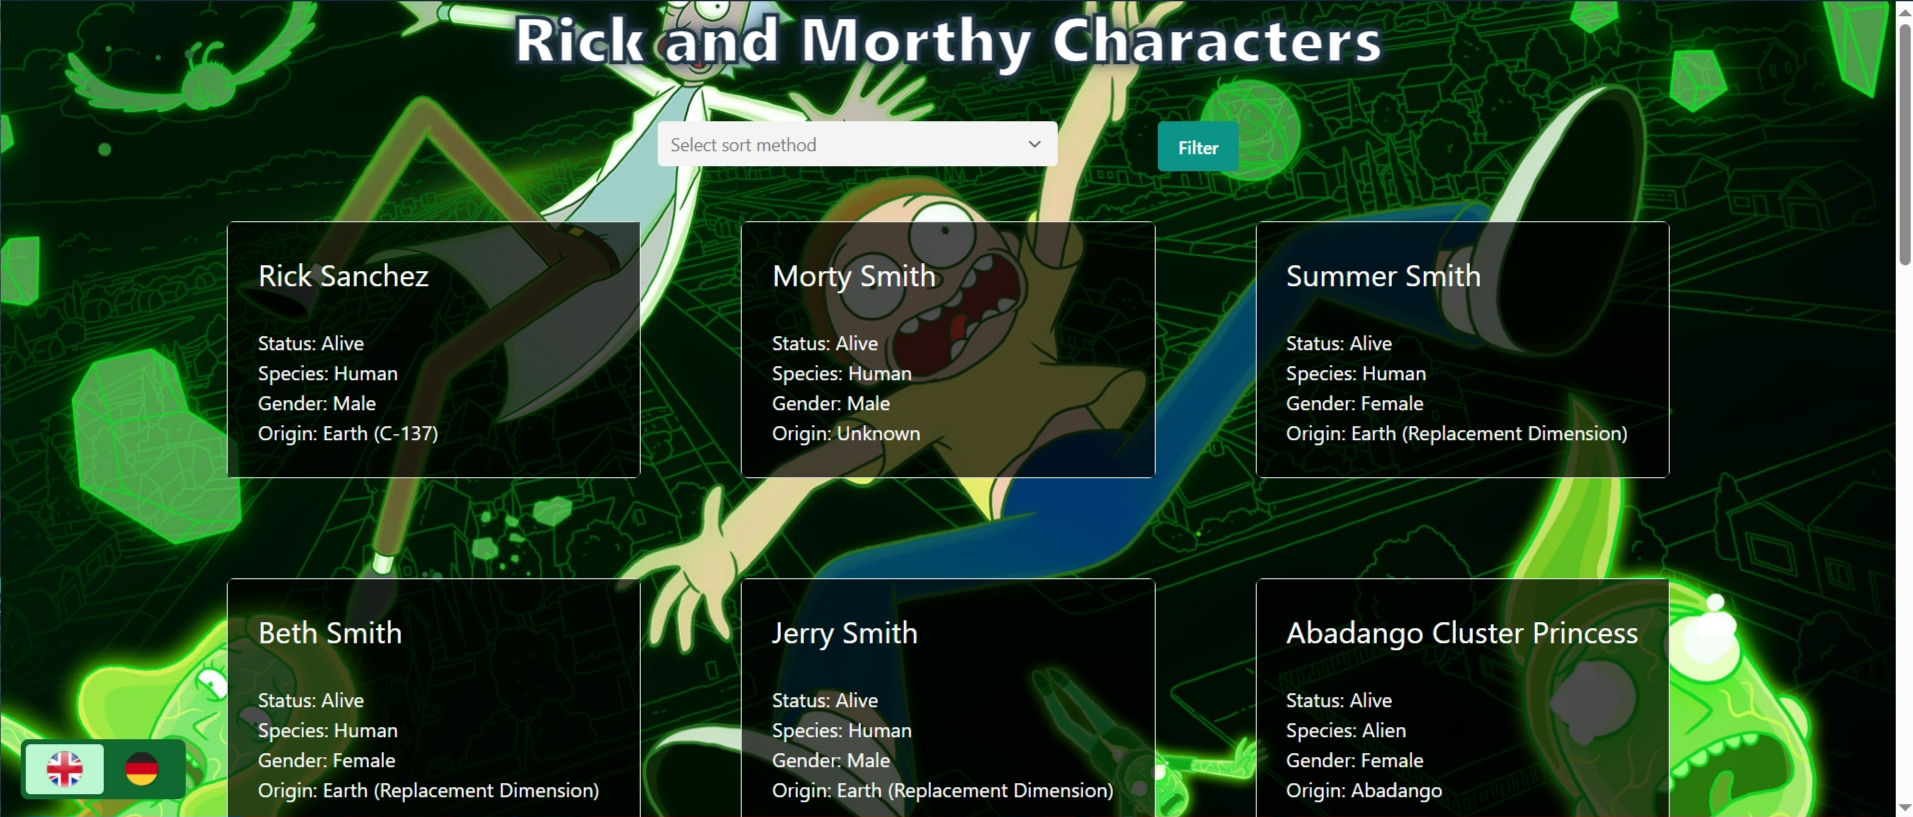 Rick and Morthy Characters
Select sort method
Filter
Rick Sanchez
Status: Alive
Species: Human
Gender: Male
Origin: Earth (C-137)
Morty Smith
Status: Alive
Species: Human
Gender: Male
Origin: Unknown
Summer Smith
Status: Alive
Species: Human
Gender: Female
Origin: Earth (Replacement Dimension)
Beth Smith
Status: Alive
Species: Human
Gender: Female
Origin: Earth (Replacement Dimension)
Jerry Smith
Status: Alive
Species: Human
Gender: Male
Origin: Earth (Replacement Dimension)
Abadango Cluster Princess
Status: Alive
Species: Alien
Gender: Female
Origin: Abadango